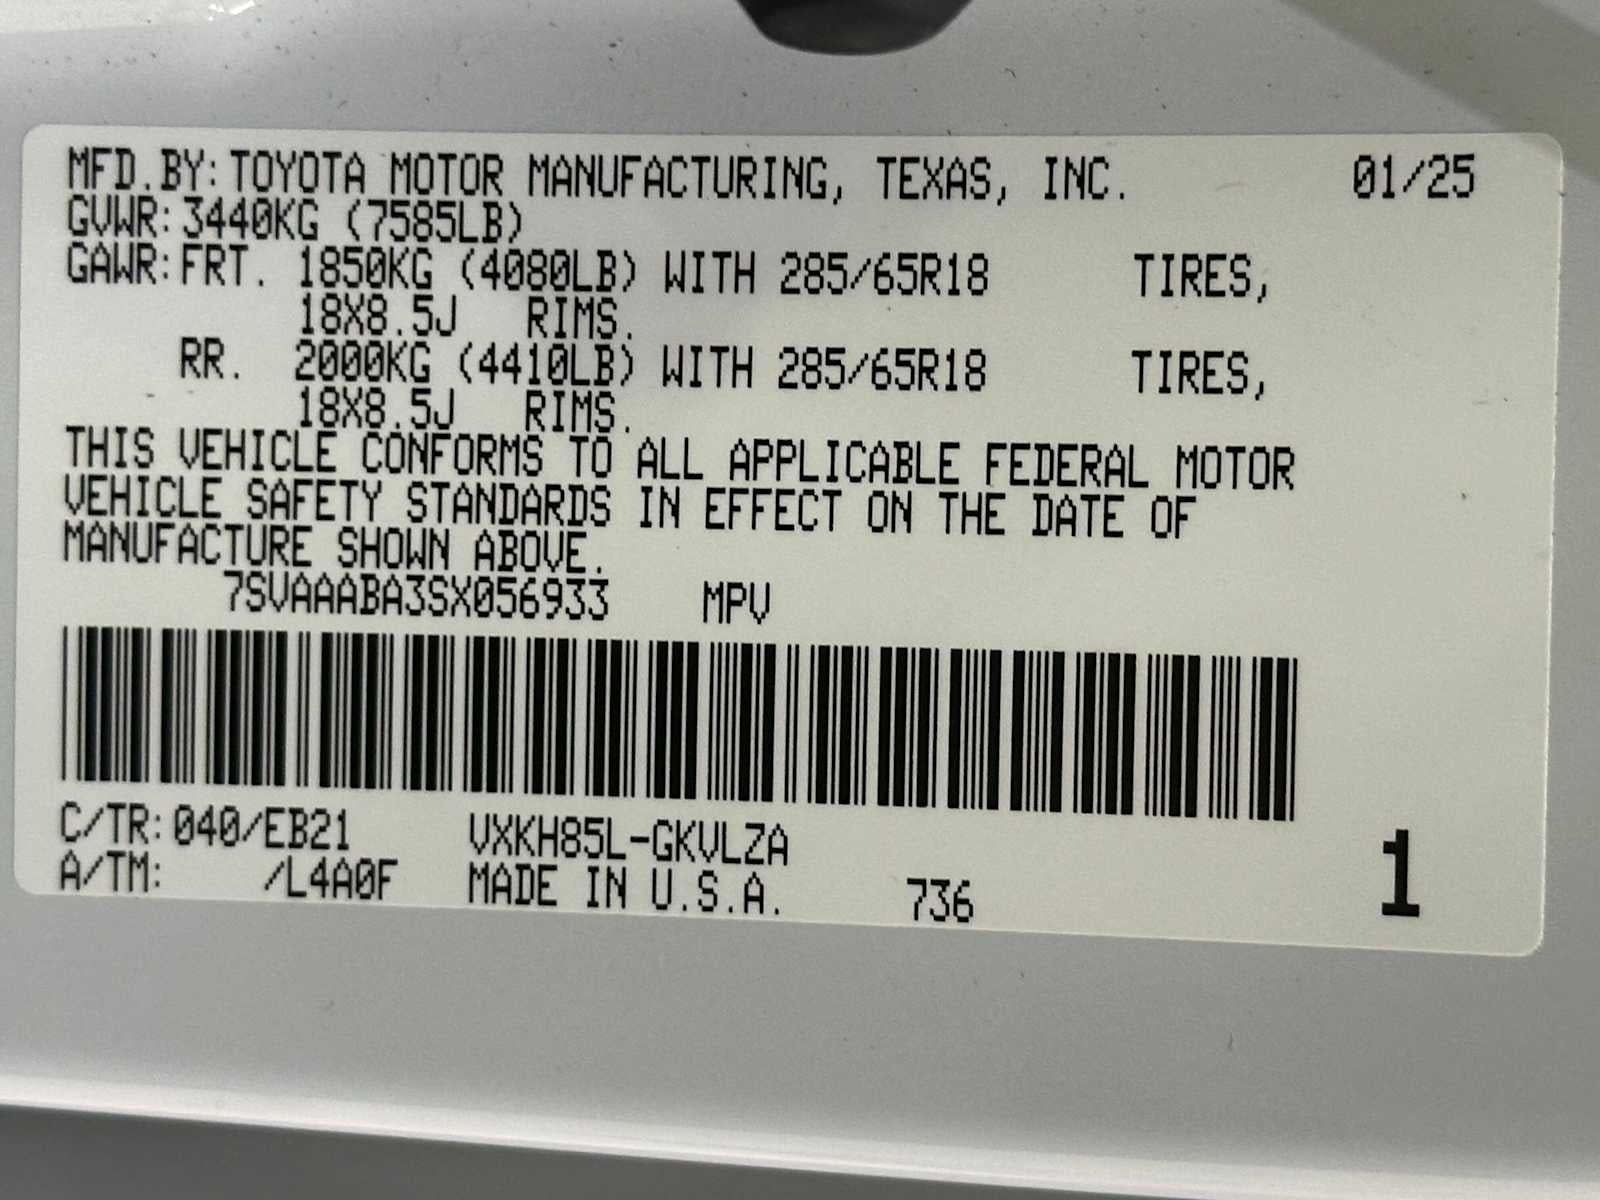 MFD.BY: TOYOTA MOTOR MANUFACTURING, TEXAS, INC. 01/25
GVWR: 3440KG (7585LB)
GAWR: FRT. 1850KG (4080LB) WITH 285/65R18 TIRES,
18X8.5J RIMS.
RR. 2000KG (4410LB) WITH 285/65R18 TIRES,
18X8.5J RIMS.
THIS VEHICLE CONFORMS TO ALL APPLICABLE FEDERAL MOTOR
VEHICLE SAFETY STANDARDS IN EFFECT ON THE DATE OF
MANUFACTURE SHOWN ABOVE.
7SVAAABA3SX056933 MPV
C/TR: 040/EB21 VXKH85L-GKVLZA
A/TM: /L4A0F MADE IN U.S.A. 736 1